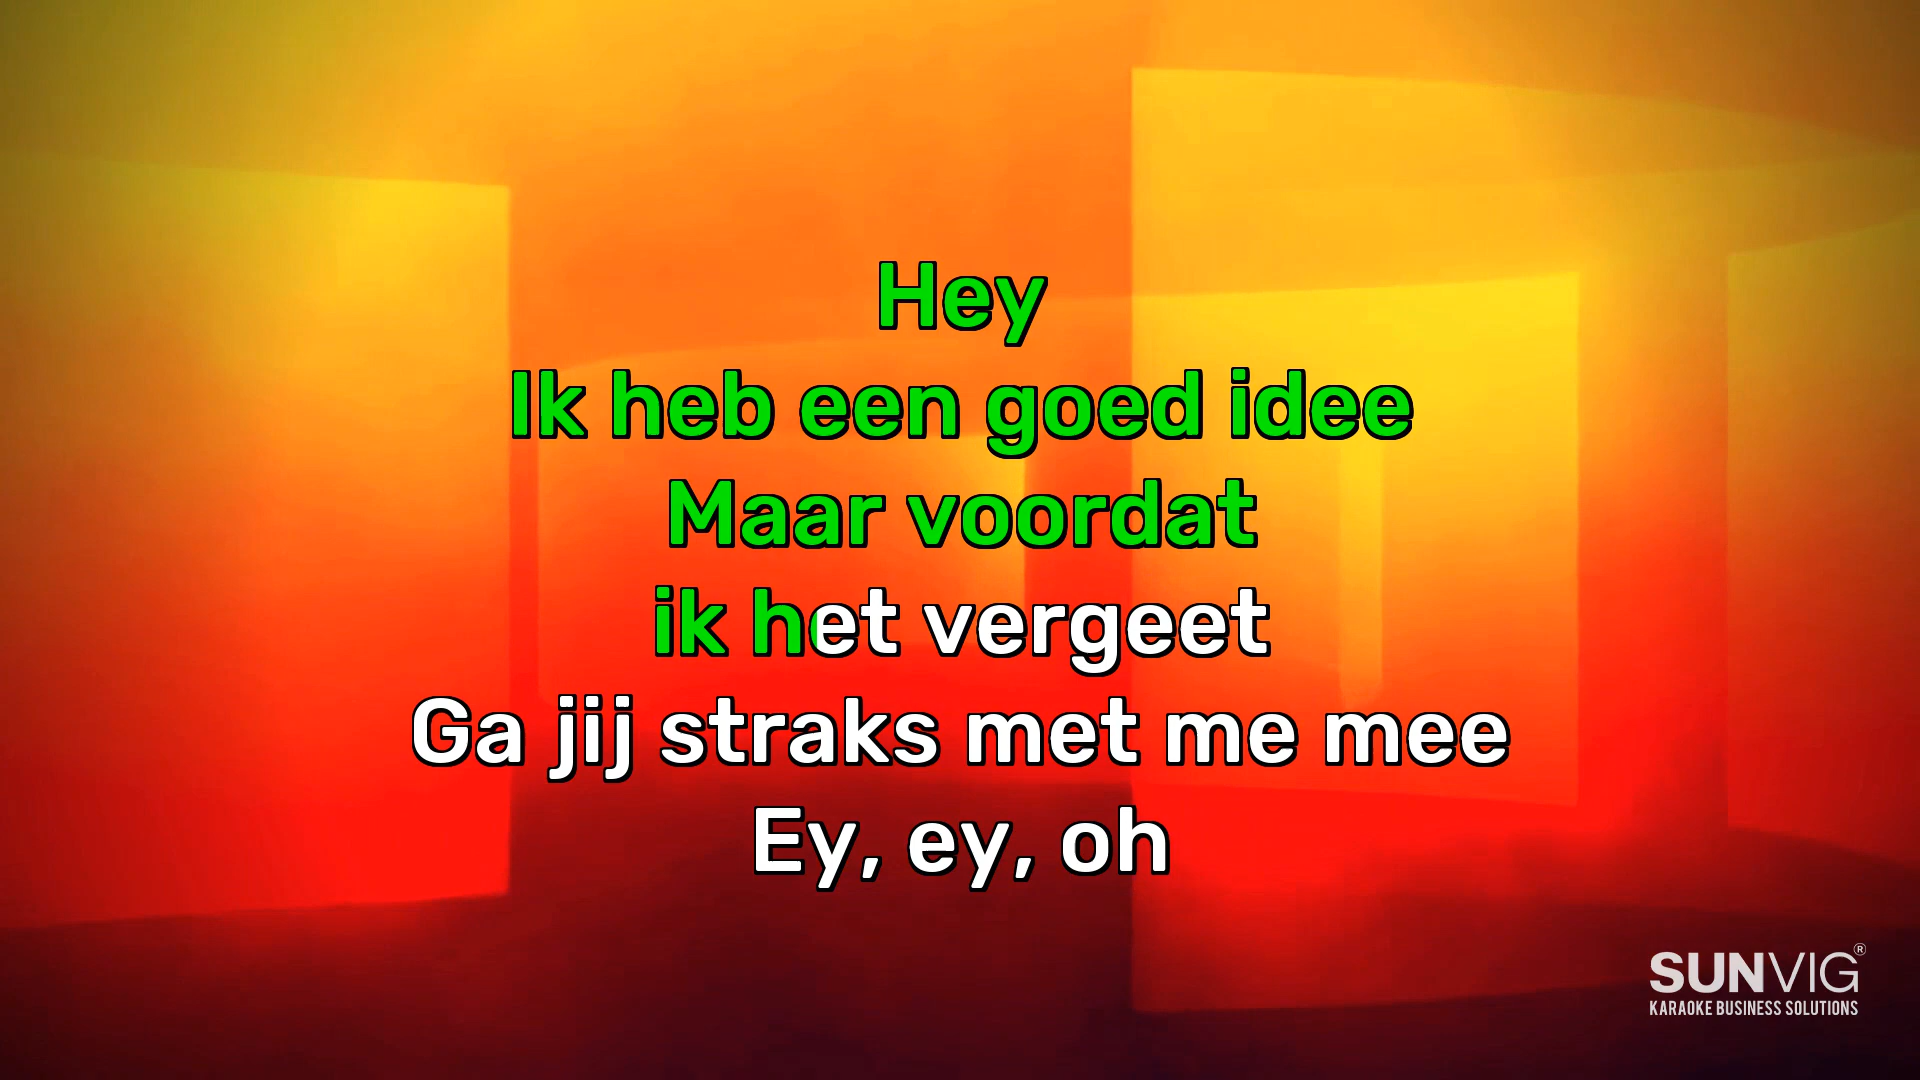 Hey
Ik heb een goed idee
Maar voordat
ik het vergeet
Ga jij straks met me mee
Ey, ey, oh
SUNVIG®
KARAOKE BUSINESS SOLUTIONS